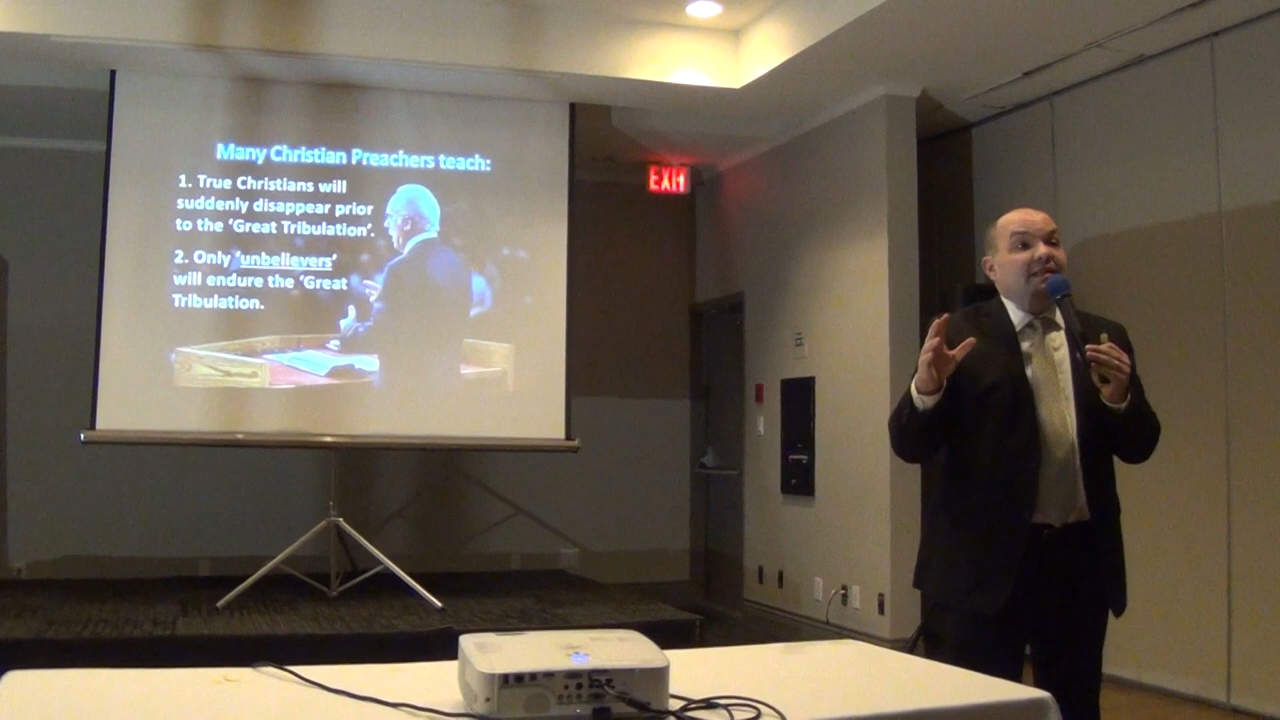 Many Christian Preachers teach:
1. True Christians will
suddenly disappear prior
to the ‘Great Tribulation’.
2. Only ‘unbelievers’
will endure the ‘Great
Tribulation.
EXIT